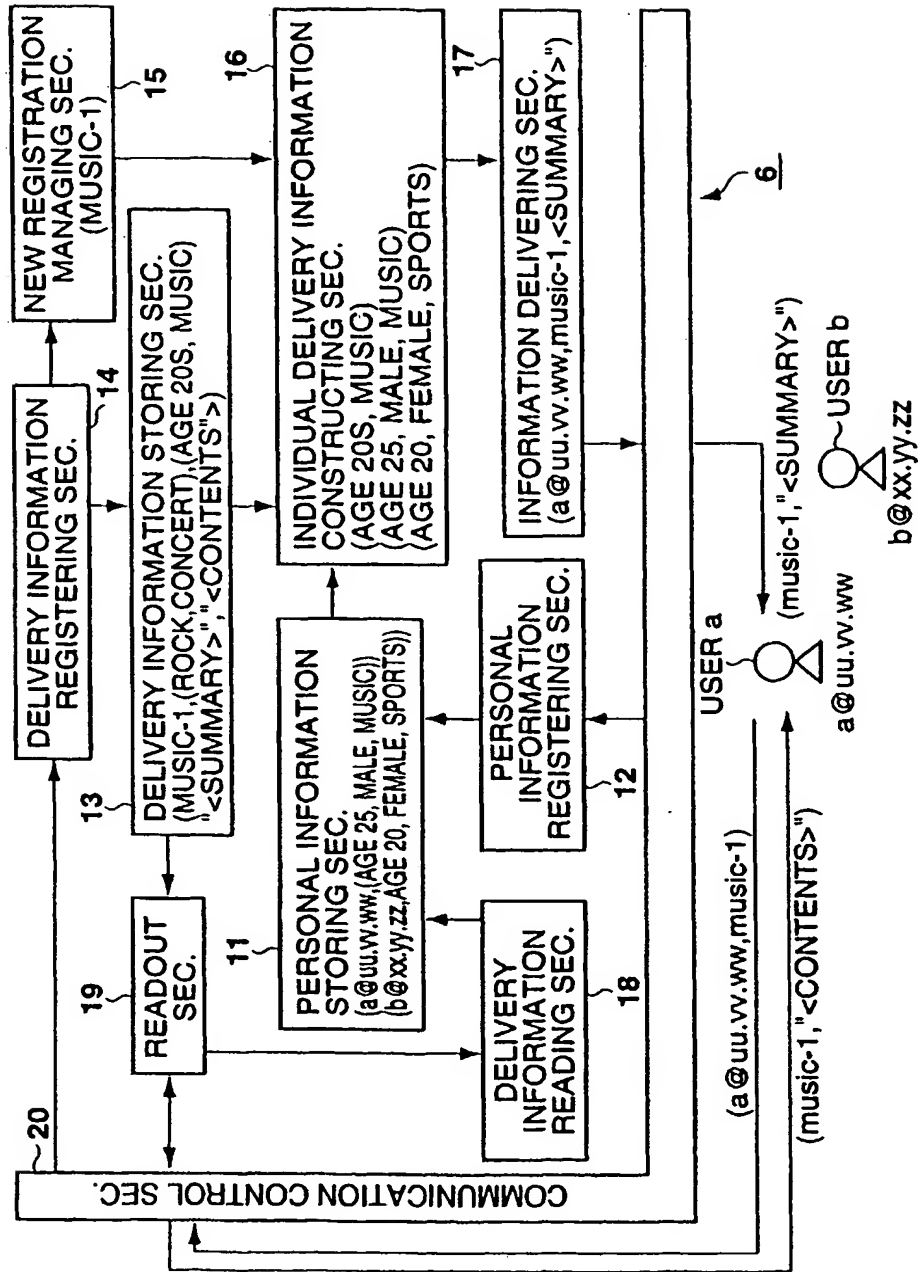 DELIVERY INFORMATION
REGISTERING SEC.
14
NEW REGISTRATION
MANAGING SEC.
(MUSIC-1)
15
20
COMMUNICATION CONTROL SEC.
19
READOUT
SEC.
13
DELIVERY INFORMATION STORING SEC.
(MUSIC-1,(ROCK,CONCERT),(AGE 20S, MUSIC)
"<SUMMARY>","<CONTENTS">)
11
PERSONAL INFORMATION
STORING SEC.
(a@uu.vv.ww,(AGE 25, MALE, MUSIC))
(b@xx.yy.zz,AGE 20, FEMALE, SPORTS))
16
INDIVIDUAL DELIVERY INFORMATION
CONSTRUCTING SEC.
(AGE 20S, MUSIC)
(AGE 25, MALE, MUSIC)
(AGE 20, FEMALE, SPORTS)
DELIVERY
INFORMATION
READING SEC.
18
PERSONAL
INFORMATION
REGISTERING SEC.
12
17
INFORMATION DELIVERING SEC.
(a@uu.vv.ww,music-1,<SUMMARY>")
6
(a@uu.vv.ww,music-1)
(music-1,"<CONTENTS>")
USER a
a@uu.vv.ww
(music-1,"<SUMMARY>")
USER b
b@xx.yy.zz